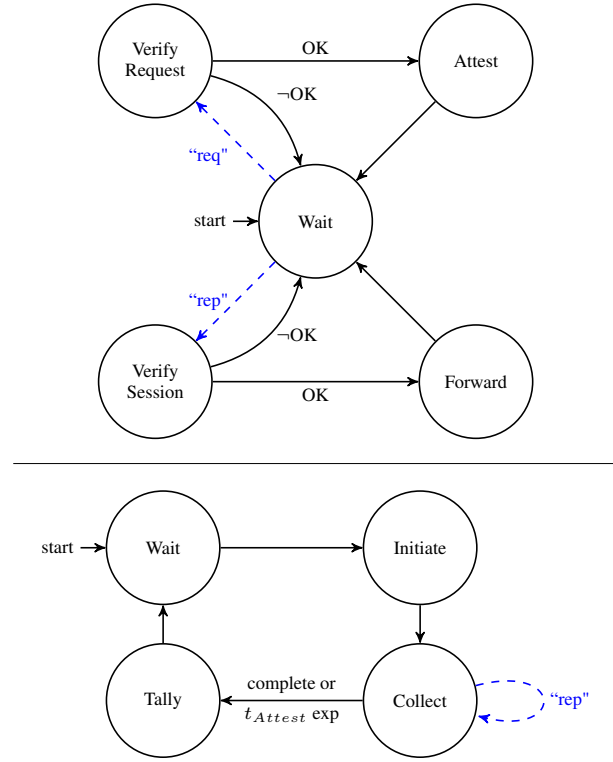 Verify
Request
OK
Attest
¬OK
“req"
start
Wait
“rep"
¬OK
Verify
Session
OK
Forward
start
Wait
Initiate
Tally
complete or
t_Attest exp
Collect
“rep"